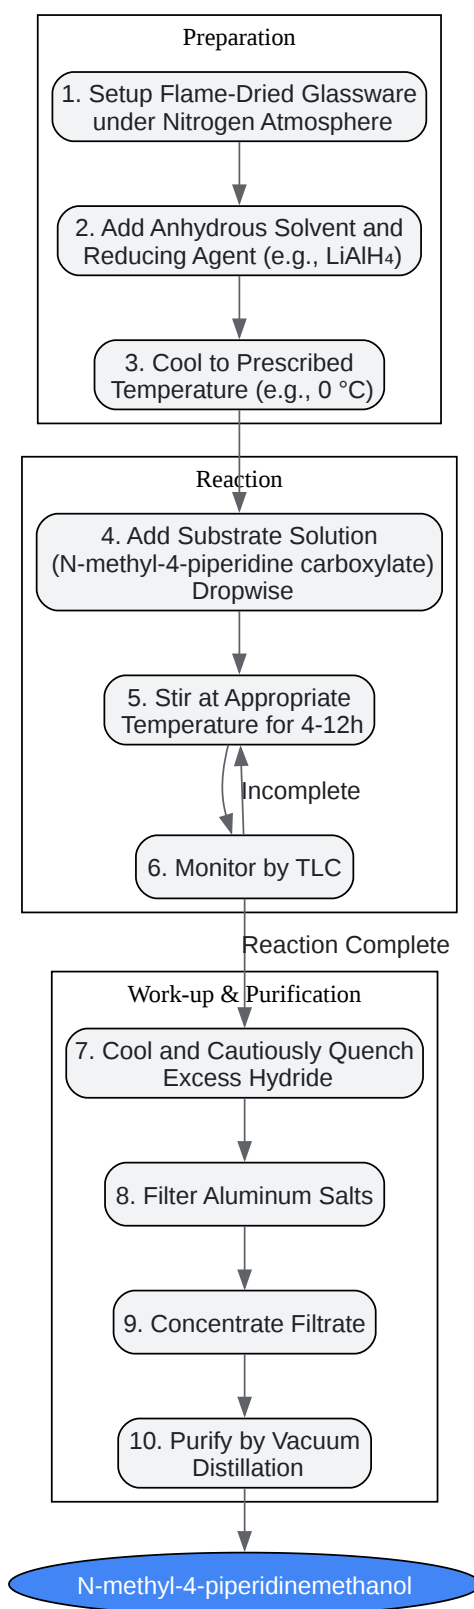 Preparation
1. Setup Flame-Dried Glassware
under Nitrogen Atmosphere
2. Add Anhydrous Solvent and
Reducing Agent (e.g., LiAlH₄)
3. Cool to Prescribed
Temperature (e.g., 0 °C)
Reaction
4. Add Substrate Solution
(N-methyl-4-piperidine carboxylate)
Dropwise
5. Stir at Appropriate
Temperature for 4-12h
Incomplete
6. Monitor by TLC
Reaction Complete
Work-up & Purification
7. Cool and Cautiously Quench
Excess Hydride
8. Filter Aluminum Salts
9. Concentrate Filtrate
10. Purify by Vacuum
Distillation
N-methyl-4-piperidinemethanol